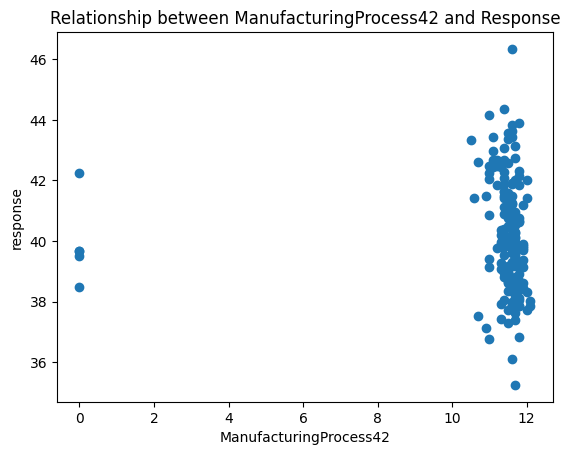 Relationship between ManufacturingProcess42 and Response
46
44
42
40
38
36
response
0 2 4 6 8 10 12
ManufacturingProcess42